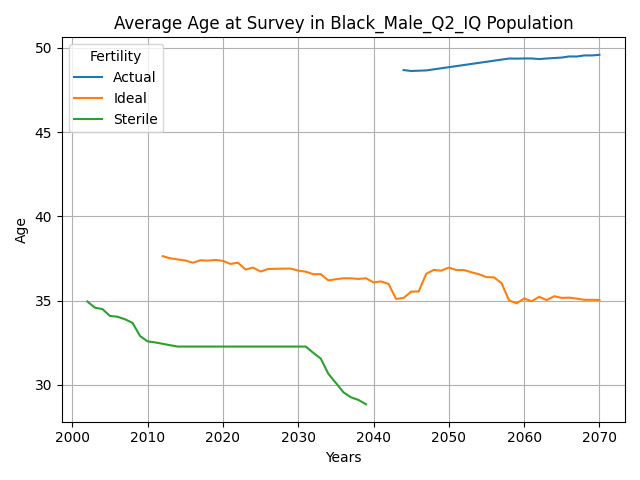 Average Age at Survey in Black_Male_Q2_IQ Population
Fertility
Actual
Ideal
Sterile
Age
50
45
40
35
30
2000 2010 2020 2030 2040 2050 2060 2070
Years